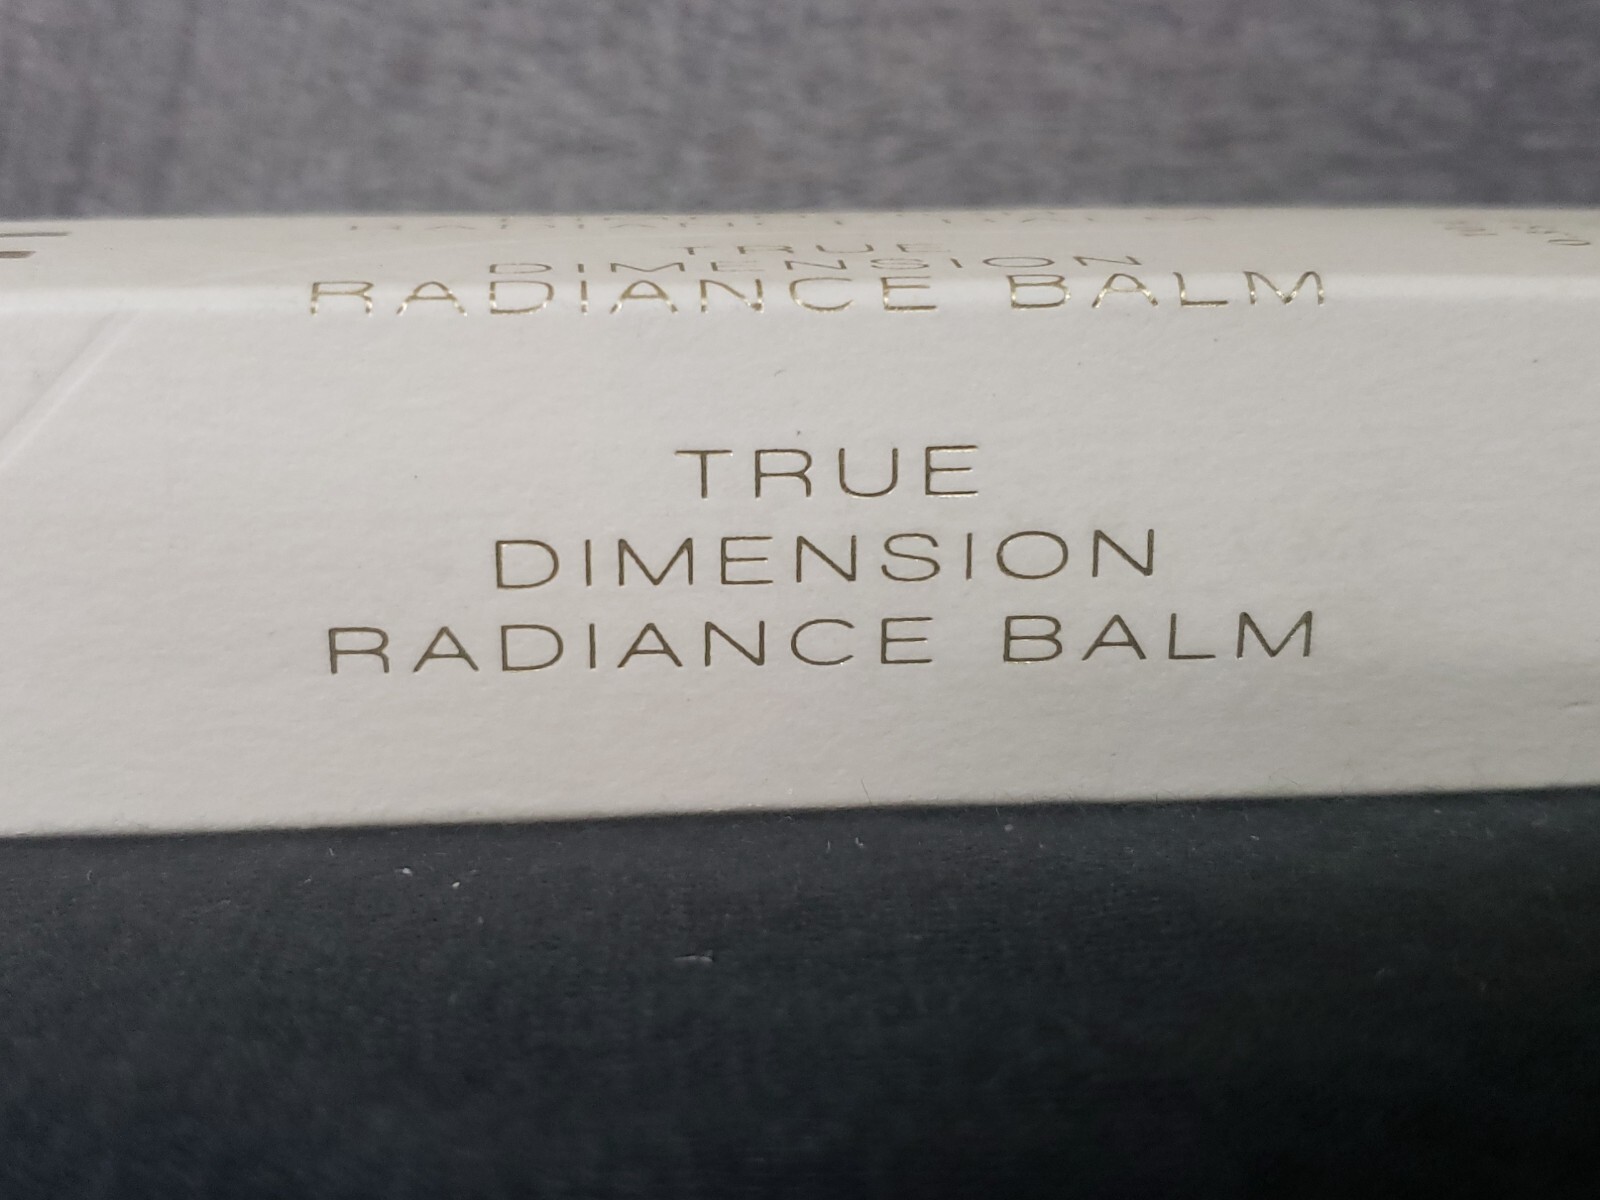 TRUE
DIMENSION
RADIANCE BALM
TRUE
DIMENSION
RADIANCE BALM